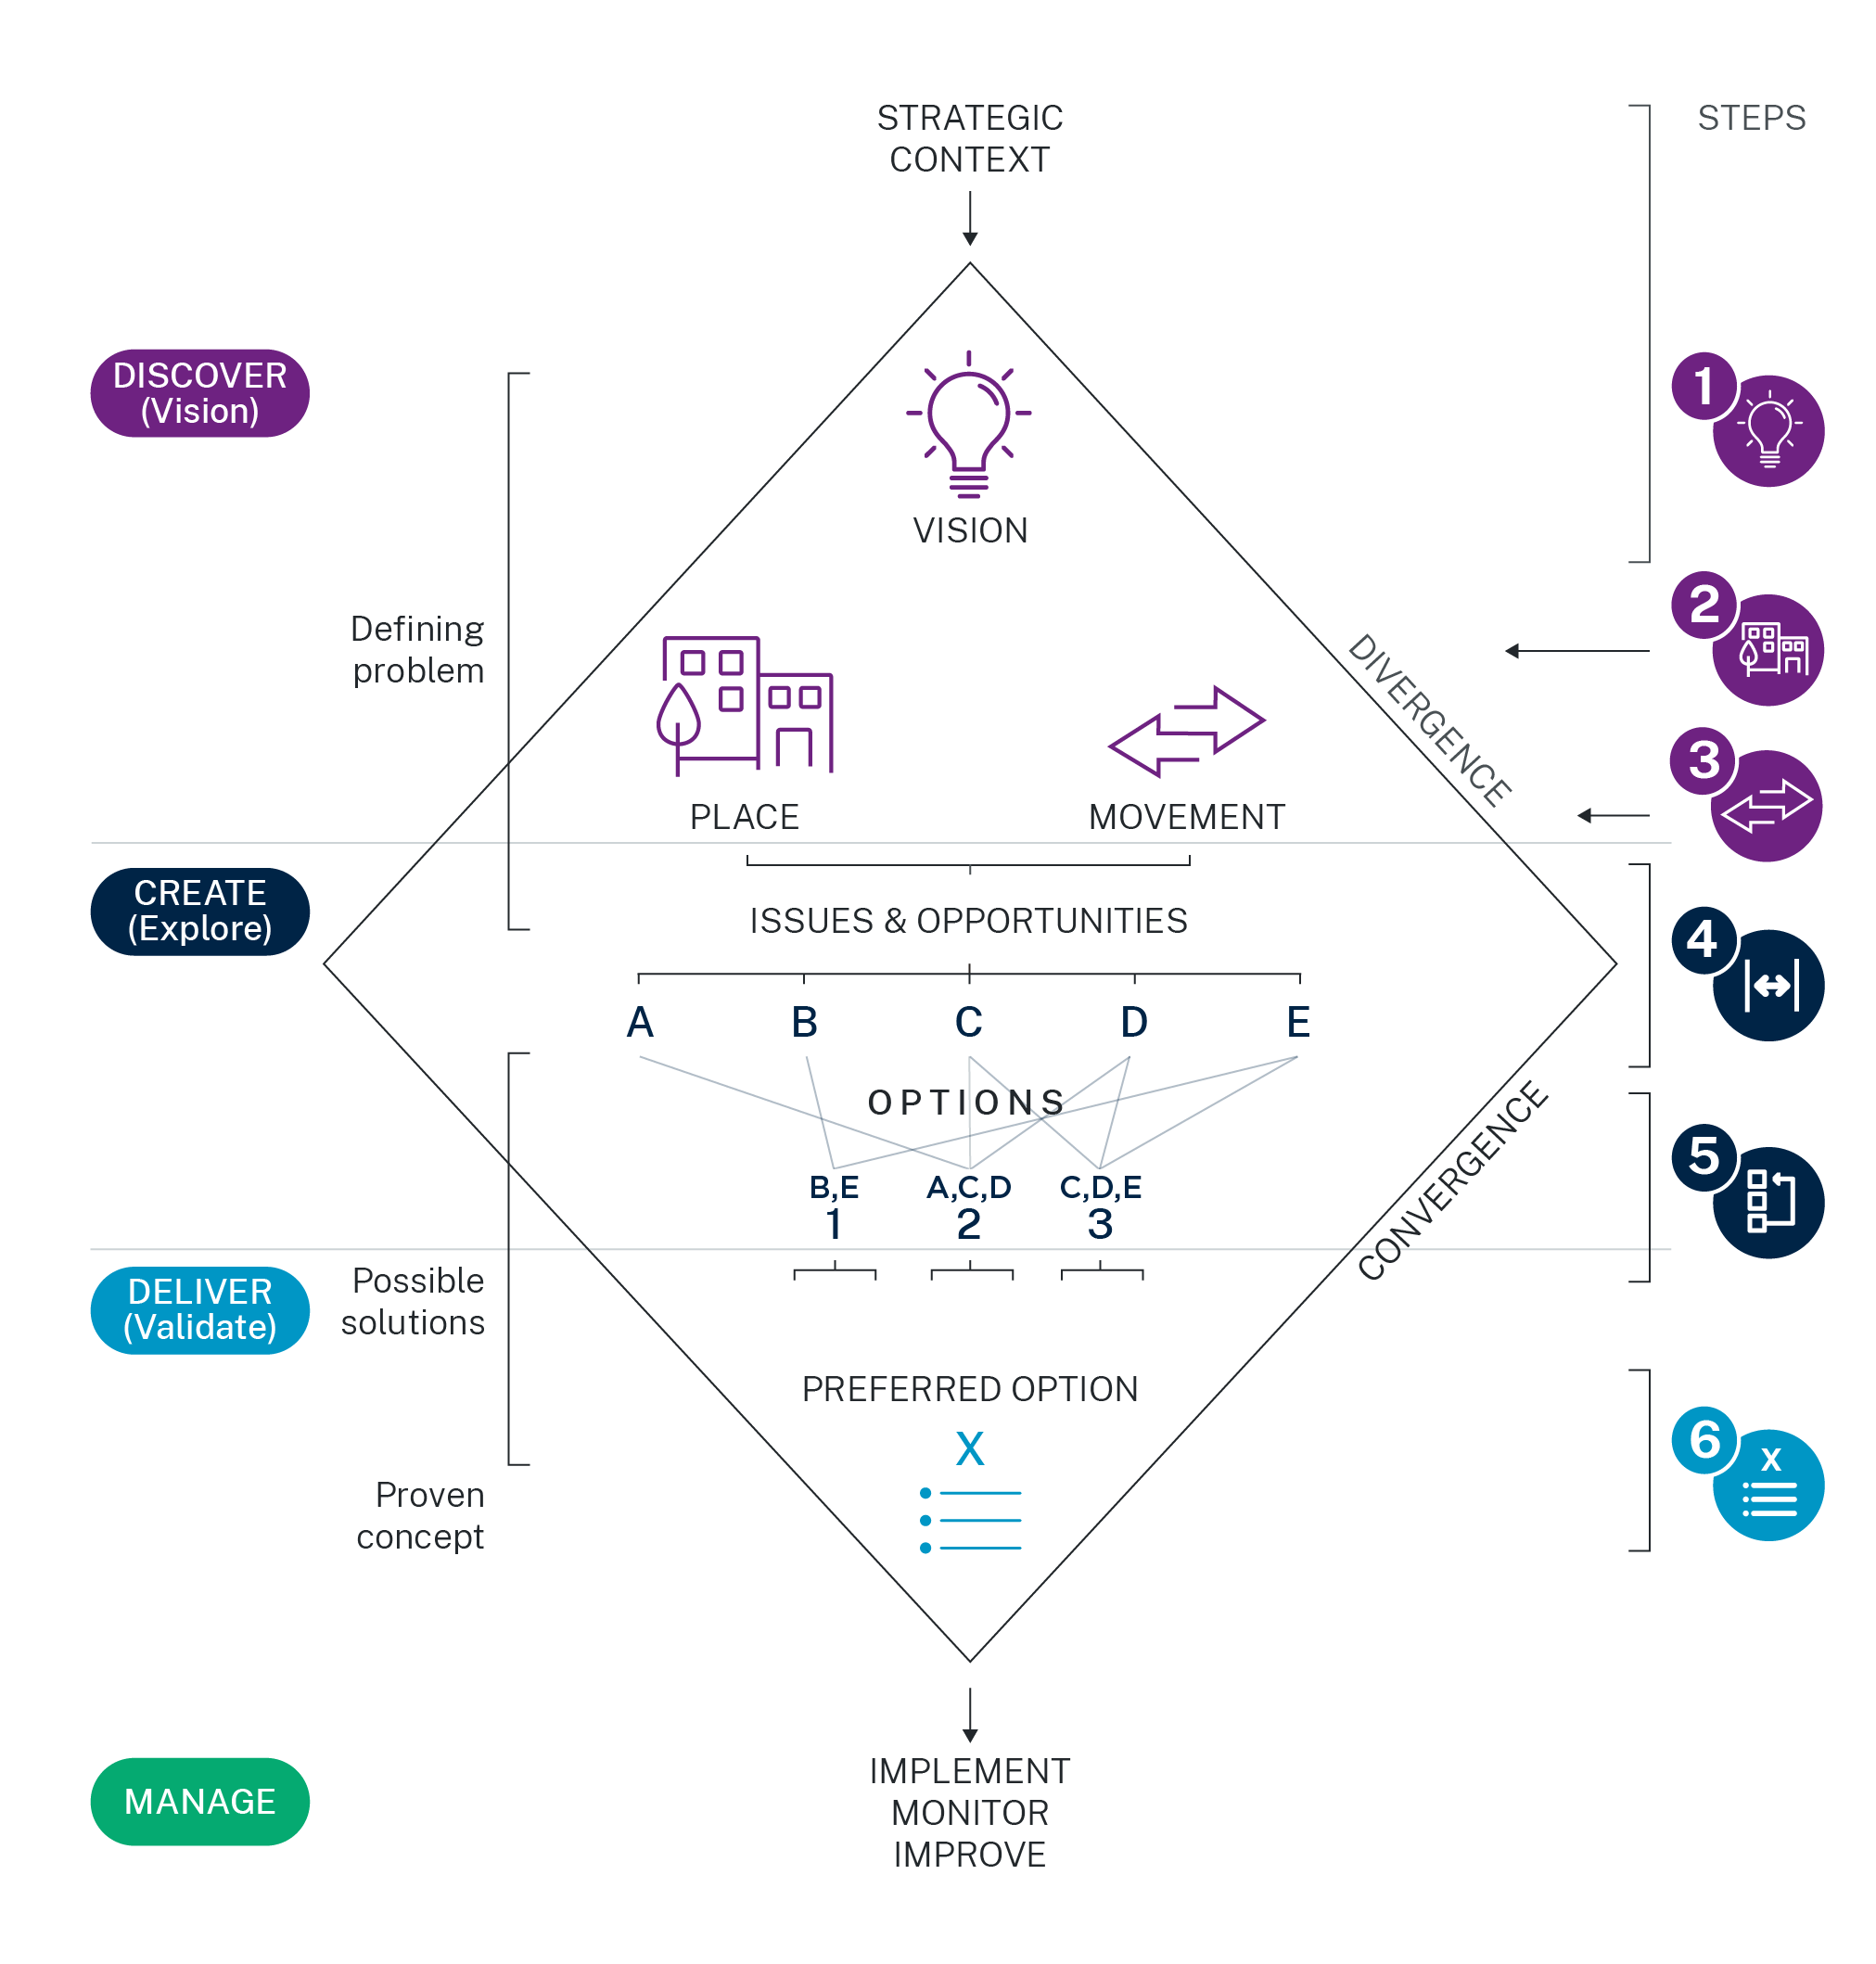 STRATEGIC
CONTEXT
STEPS
DISCOVER
(Vision)
1
VISION
2
Defining
problem
DIVERGENCE
3
PLACE
MOVEMENT
CREATE
(Explore)
ISSUES & OPPORTUNITIES
4
A B C D E
OPTIONS
CONVERGENCE
5
B,E A,C,D C,D,E
1 2 3
DELIVER
(Validate)
Possible
solutions
PREFERRED OPTION
X
6
X
Proven
concept
MANAGE
IMPLEMENT
MONITOR
IMPROVE